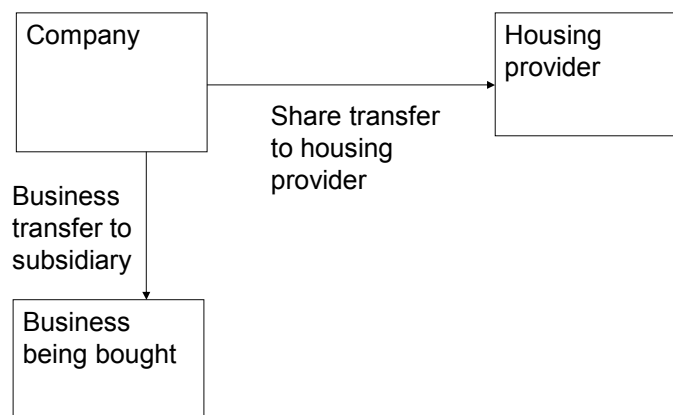 Company
Housing
provider
Share transfer
to housing
provider
Business
transfer to
subsidiary
Business
being bought